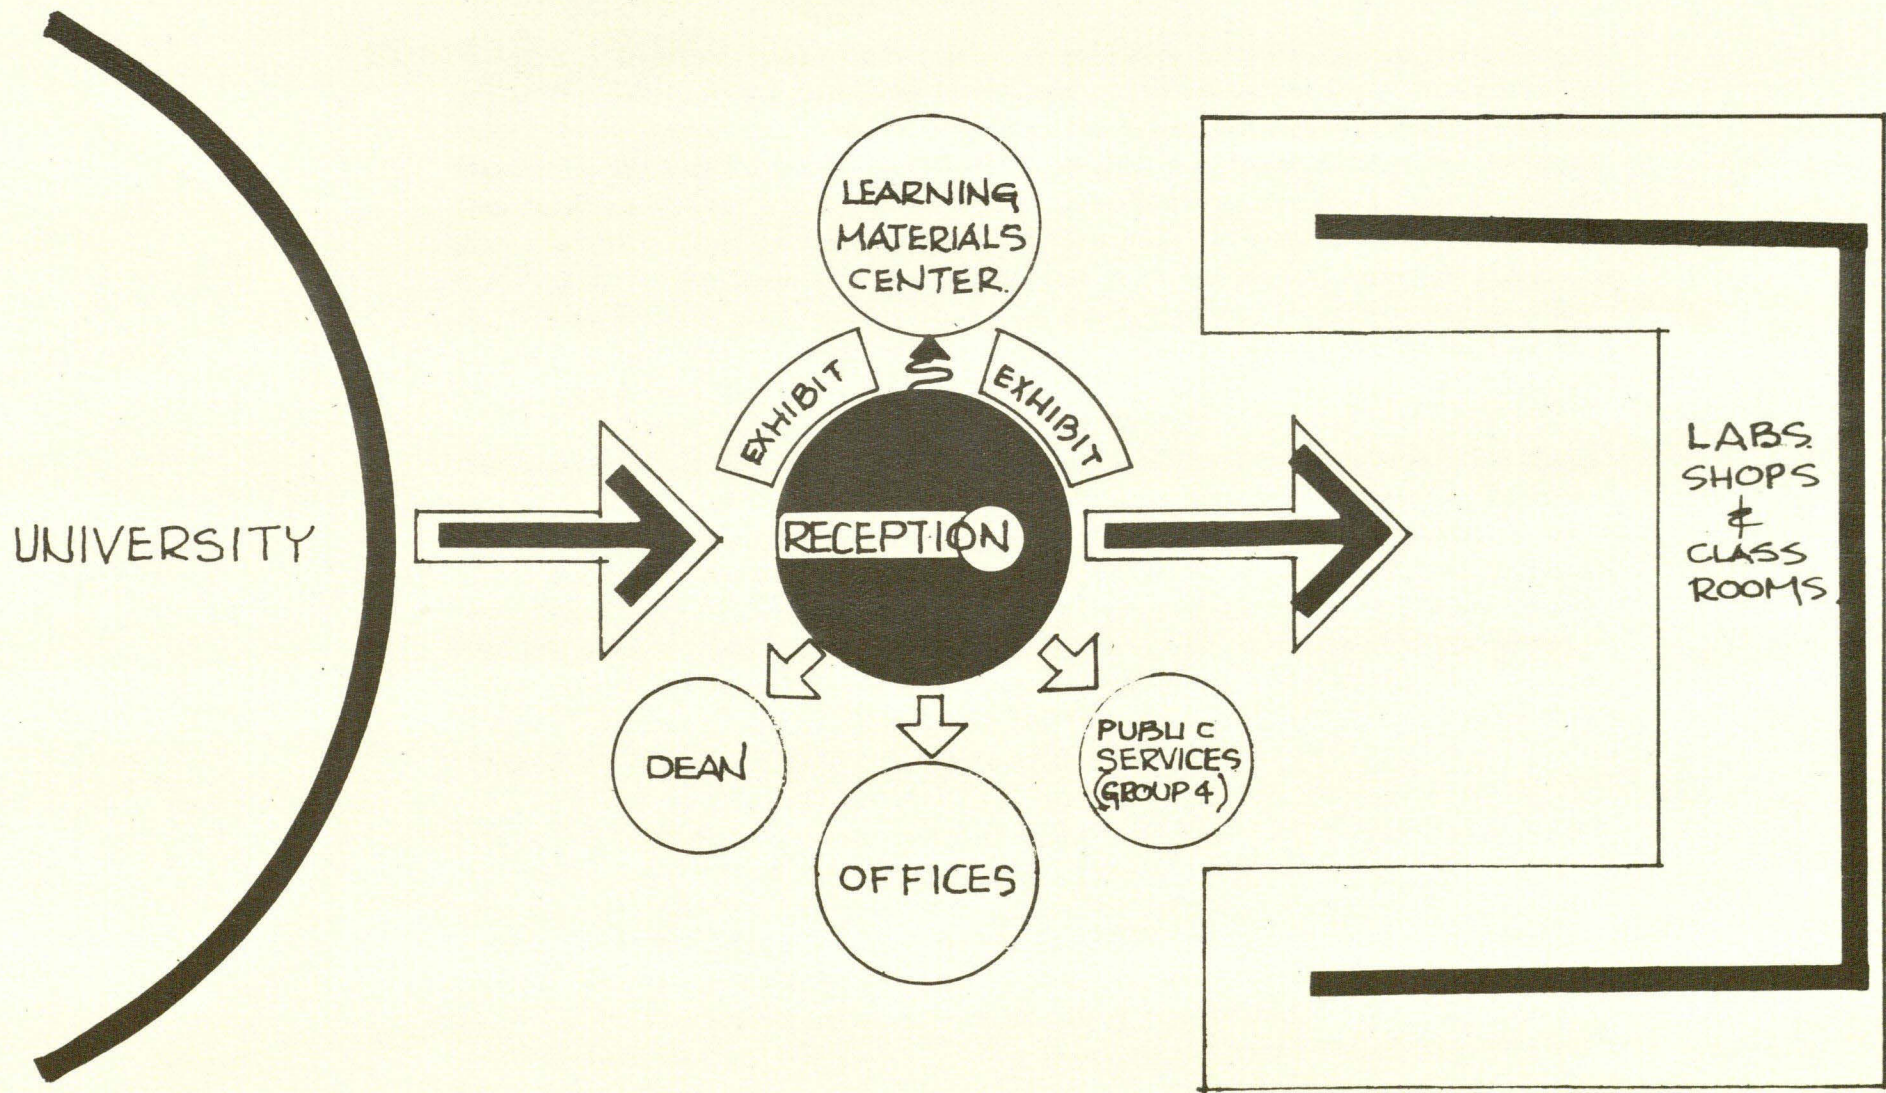 LEARNING
MATERIALS
CENTER.
EXHIBIT
EXHIBIT
UNIVERSITY
RECEPTION
LABS.
SHOPS
&
CLASS
ROOMS.
DEAN
OFFICES
PUBLIC
SERVICES
(GROUP 4)